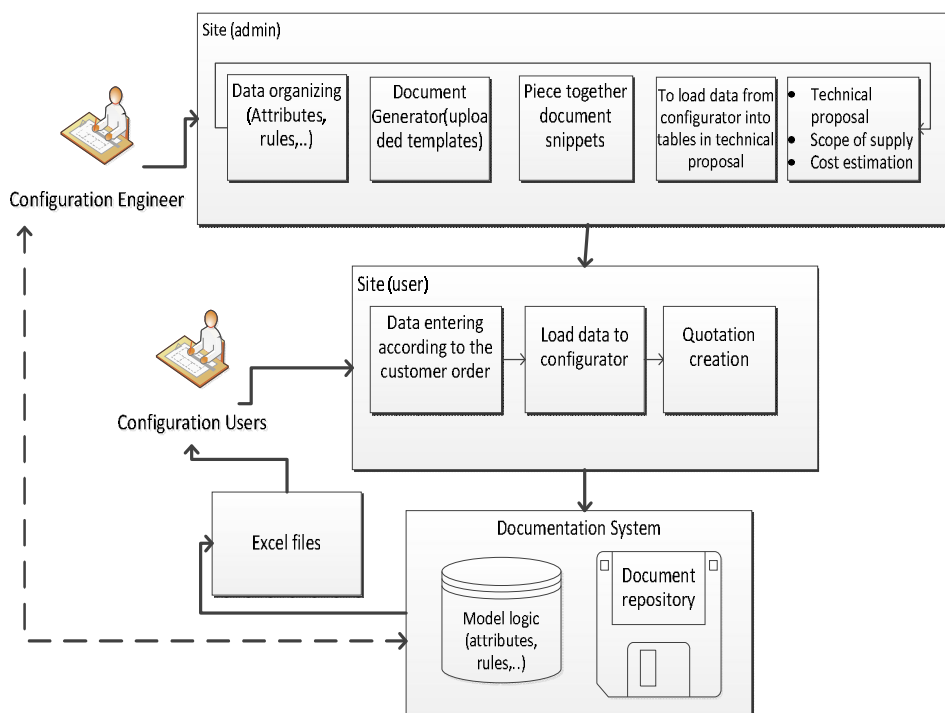 Site (admin)
Data organizing
(Attributes,
rules,..)
Document
Generator(uploa
ded templates)
Piece together
document
snippets
To load data from
configurator into
tables in technical
proposal
• Technical
proposal
• Scope of supply
• Cost estimation
Configuration Engineer
Site (user)
Data entering
according to the
customer order
Load data to
configurator
Quotation
creation
Configuration Users
Excel files
Documentation System
Model logic
(attributes,
rules,..)
Document
repository